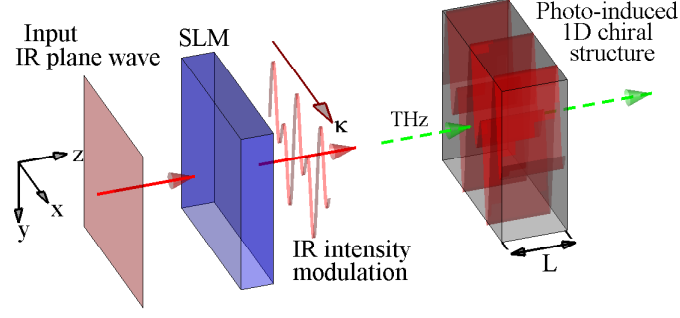 Input
IR plane wave
SLM
κ
IR intensity
modulation
z
x
y
THz
Photo-induced
1D chiral
structure
L